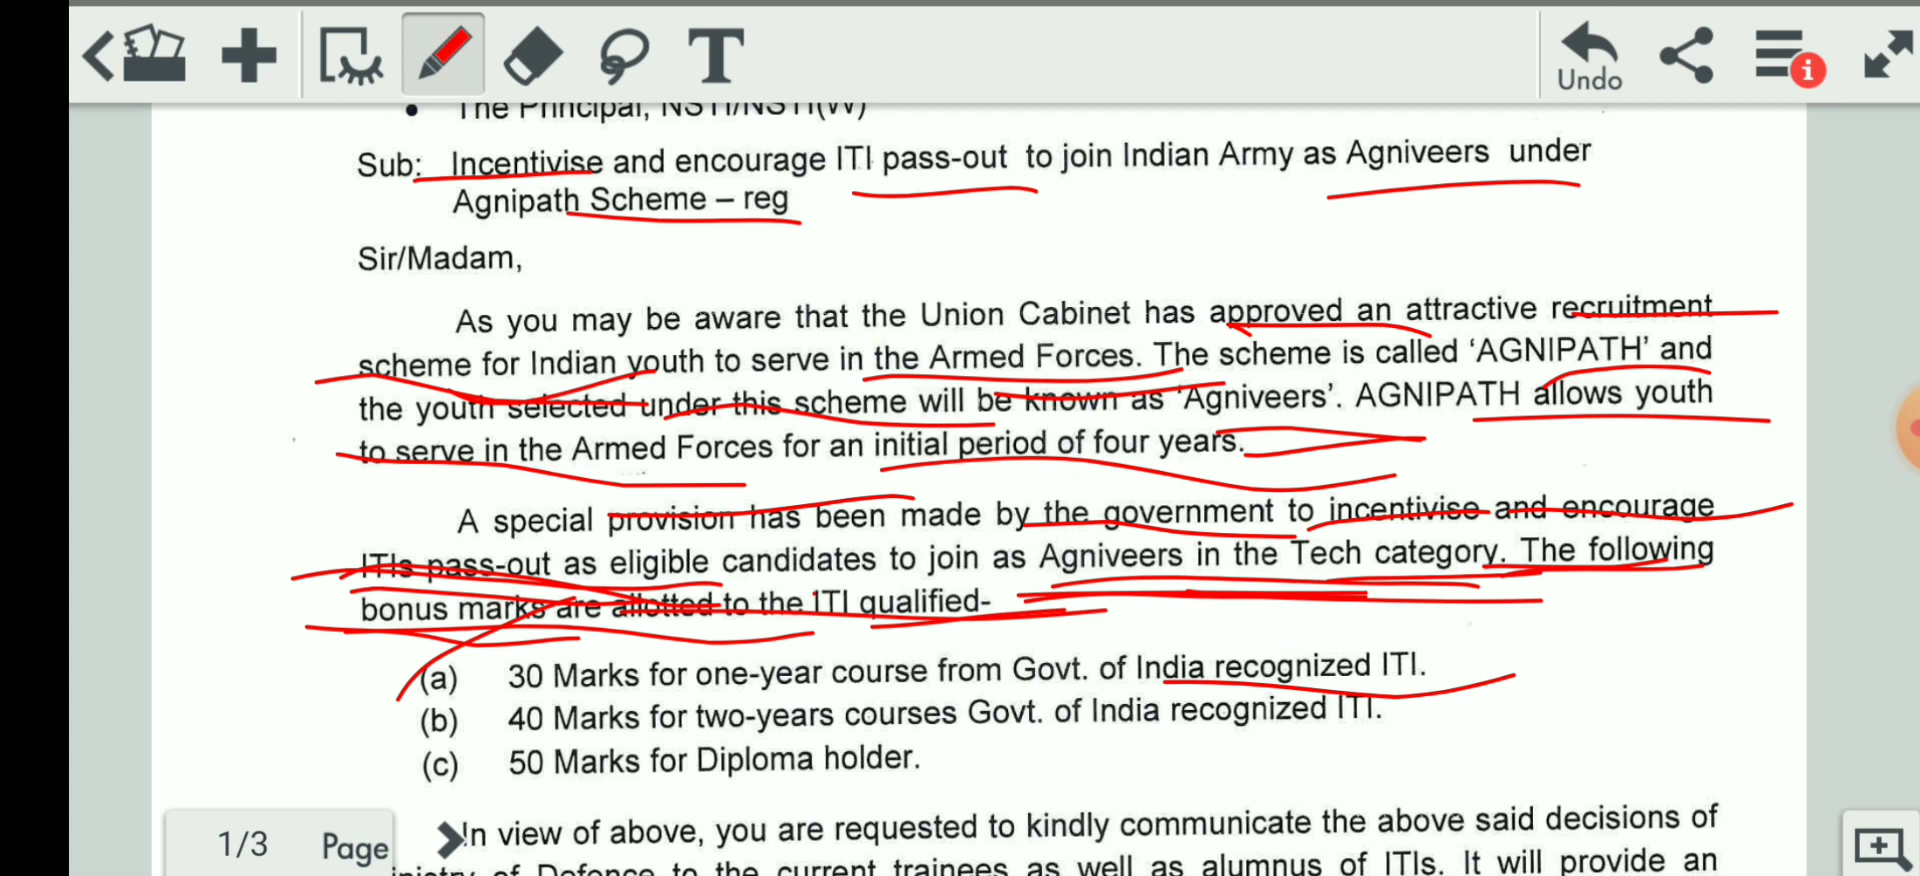 Undo
The Principal, NSTI/NSTI(W)
Sub: Incentivise and encourage ITI pass-out to join Indian Army as Agniveers under
Agnipath Scheme – reg
Sir/Madam,
As you may be aware that the Union Cabinet has approved an attractive recruitment
scheme for Indian youth to serve in the Armed Forces. The scheme is called ‘AGNIPATH’ and
the youth selected under this scheme will be known as ‘Agniveers’. AGNIPATH allows youth
to serve in the Armed Forces for an initial period of four years.
A special provision has been made by the government to incentivise and encourage
ITIs pass-out as eligible candidates to join as Agniveers in the Tech category. The following
bonus marks are allotted to the ITI qualified-
(a) 30 Marks for one-year course from Govt. of India recognized ITI.
(b) 40 Marks for two-years courses Govt. of India recognized ITI.
(c) 50 Marks for Diploma holder.
In view of above, you are requested to kindly communicate the above said decisions of
of Defence to the current trainees as well as alumnus of ITIs. It will provide an
1/3 Page